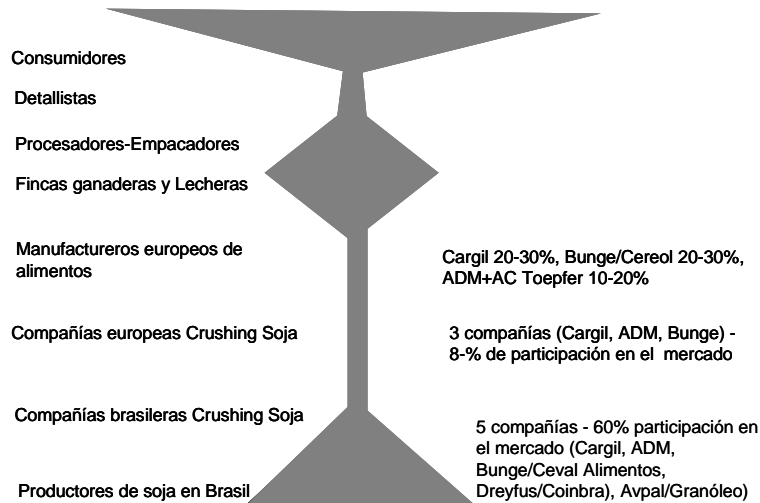 Consumidores
Detallistas
Procesadores-Empacadores
Fincas ganaderas y Lecheras
Manufactureros europeos de
alimentos
Cargil 20-30%, Bunge/Cereol 20-30%,
ADM+AC Toepfer 10-20%
Compañías europeas Crushing Soja
3 compañías (Cargil, ADM, Bunge) -
8-% de participación en el mercado
Compañías brasileras Crushing Soja
5 compañías - 60% participación en
el mercado (Cargil, ADM,
Bunge/Ceval Alimentos,
Dreyfus/Coinbra), Avpal/Granóleo)
Productores de soja en Brasil